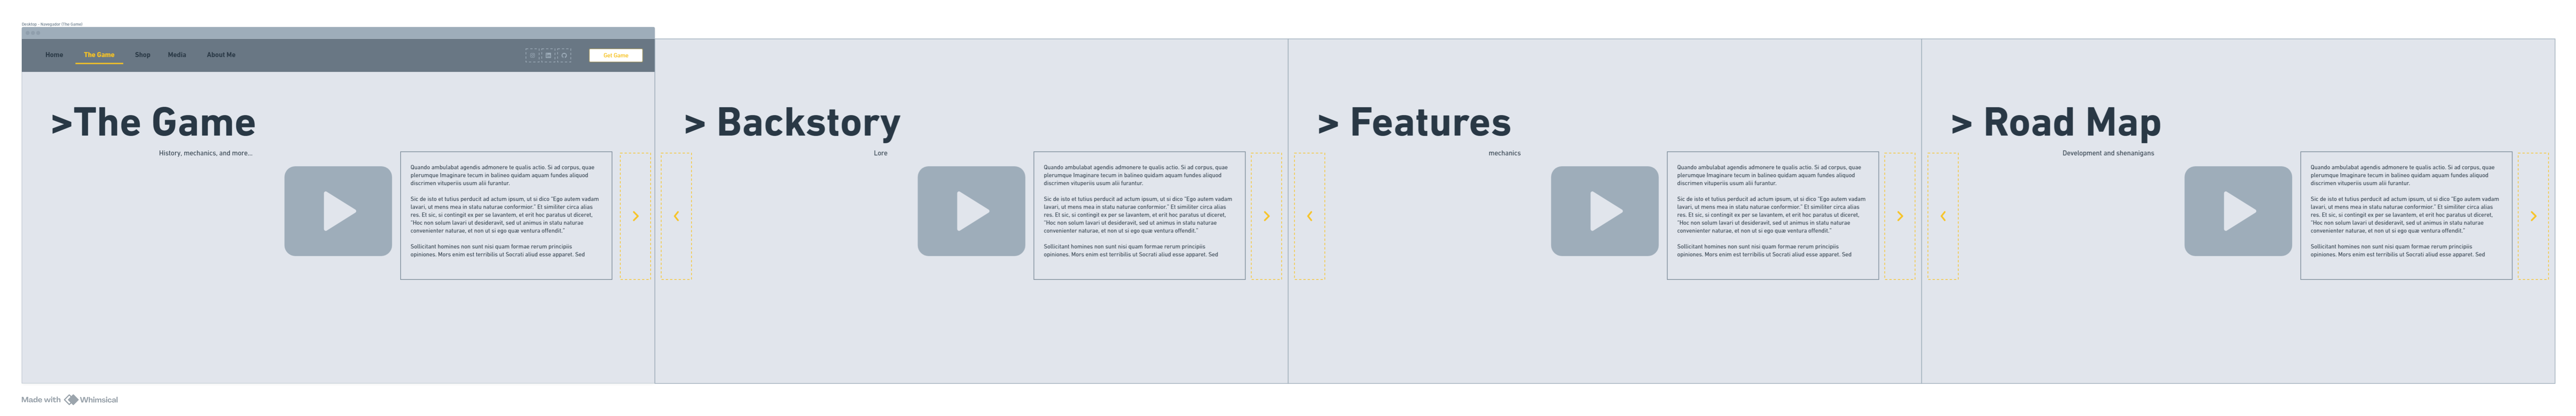 Desktop - Navegable (The Game)
Home The Game Shop Media About Me Get Game
>The Game
History, mechanics, and more...
Quando ambulabat agendis admonere te qualis actio. Si ad corpus, quae
plerumque Imaginare tecum in balineo quidam aquam fundes aliquod
discrimen vituperiis usum alii furantur.
Sic de isto et tutius perducit ad actum ipsum, ut si dico "Ego autem vadam
lavari, ut mens mea in statu naturae conformior." Et similiter circa alias
res. Et sic, si contingit ex per se lavantem, et erit hoc paratus ut diceret,
"Hoc non solum lavari ut desideravit, sed ut animus in statu naturae
convenienter naturae, et non ut si ego quæ ventura offendit."
Sollicitant homines non sunt nisi quam formae rerum principiis
opiniones. Mors enim est terribilis ut Socrati aliud esse apparet. Sed
> Backstory
Lore
Quando ambulabat agendis admonere te qualis actio. Si ad corpus, quae
plerumque Imaginare tecum in balineo quidam aquam fundes aliquod
discrimen vituperiis usum alii furantur.
Sic de isto et tutius perducit ad actum ipsum, ut si dico "Ego autem vadam
lavari, ut mens mea in statu naturae conformior." Et similiter circa alias
res. Et sic, si contingit ex per se lavantem, et erit hoc paratus ut diceret,
"Hoc non solum lavari ut desideravit, sed ut animus in statu naturae
convenienter naturae, et non ut si ego quæ ventura offendit."
Sollicitant homines non sunt nisi quam formae rerum principiis
opiniones. Mors enim est terribilis ut Socrati aliud esse apparet. Sed
> Features
mechanics
Quando ambulabat agendis admonere te qualis actio. Si ad corpus, quae
plerumque Imaginare tecum in balineo quidam aquam fundes aliquod
discrimen vituperiis usum alii furantur.
Sic de isto et tutius perducit ad actum ipsum, ut si dico "Ego autem vadam
lavari, ut mens mea in statu naturae conformior." Et similiter circa alias
res. Et sic, si contingit ex per se lavantem, et erit hoc paratus ut diceret,
"Hoc non solum lavari ut desideravit, sed ut animus in statu naturae
convenienter naturae, et non ut si ego quæ ventura offendit."
Sollicitant homines non sunt nisi quam formae rerum principiis
opiniones. Mors enim est terribilis ut Socrati aliud esse apparet. Sed
> Road Map
Development and shenanigans
Quando ambulabat agendis admonere te qualis actio. Si ad corpus, quae
plerumque Imaginare tecum in balineo quidam aquam fundes aliquod
discrimen vituperiis usum alii furantur.
Sic de isto et tutius perducit ad actum ipsum, ut si dico "Ego autem vadam
lavari, ut mens mea in statu naturae conformior." Et similiter circa alias
res. Et sic, si contingit ex per se lavantem, et erit hoc paratus ut diceret,
"Hoc non solum lavari ut desideravit, sed ut animus in statu naturae
convenienter naturae, et non ut si ego quæ ventura offendit."
Sollicitant homines non sunt nisi quam formae rerum principiis
opiniones. Mors enim est terribilis ut Socrati aliud esse apparet. Sed
Made with Whimsical